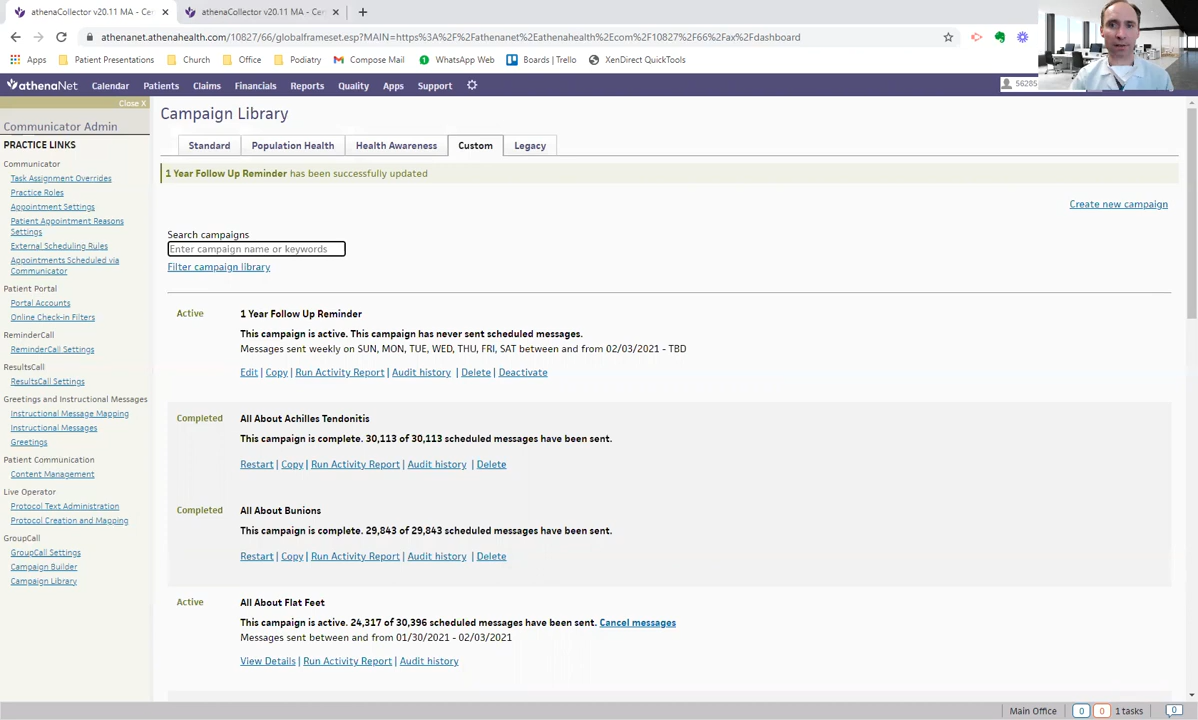 athenaCollector v20.11 MA - Cer
athenaCollector v20.11 MA - Cer
athenanet.athenahealth.com/10827/66/globalframeset.esp?MAIN=https%3A%2F%2Fathenanet%2Eathenahealth%2Ecom%2F10827%2F66%2Fax%2Fdashboard
Apps Patient Presentations Church Office Podiatry Compose Mail WhatsApp Web Boards | Trello XenDirect QuickTools
athenaNet Calendar Patients Claims Financials Reports Quality Apps Support 56285
Close X
Communicator Admin
PRACTICE LINKS
Communicator
Task Assignment Overrides
Practice Roles
Appointment Settings
Patient Appointment Reasons
Settings
External Scheduling Rules
Appointments Scheduled via
Communicator
Patient Portal
Portal Accounts
Online Check-in Filters
ReminderCall
ReminderCall Settings
ResultsCall
ResultsCall Settings
Greetings and Instructional Messages
Instructional Message Mapping
Instructional Messages
Greetings
Patient Communication
Content Management
Live Operator
Protocol Text Administration
Protocol Creation and Mapping
GroupCall
GroupCall Settings
Campaign Builder
Campaign Library
Campaign Library
Standard Population Health Health Awareness Custom Legacy
1 Year Follow Up Reminder has been successfully updated
Create new campaign
Search campaigns
Enter campaign name or keywords
Filter campaign library
Active 1 Year Follow Up Reminder
This campaign is active. This campaign has never sent scheduled messages.
Messages sent weekly on SUN, MON, TUE, WED, THU, FRI, SAT between and from 02/03/2021 - TBD
Edit | Copy | Run Activity Report | Audit history | Delete | Deactivate
Completed All About Achilles Tendonitis
This campaign is complete. 30,113 of 30,113 scheduled messages have been sent.
Restart | Copy | Run Activity Report | Audit history | Delete
Completed All About Bunions
This campaign is complete. 29,843 of 29,843 scheduled messages have been sent.
Restart | Copy | Run Activity Report | Audit history | Delete
Active All About Flat Feet
This campaign is active. 24,317 of 30,396 scheduled messages have been sent. Cancel messages
Messages sent between and from 01/30/2021 - 02/03/2021
View Details | Run Activity Report | Audit history
Main Office 0 0 1 tasks 0